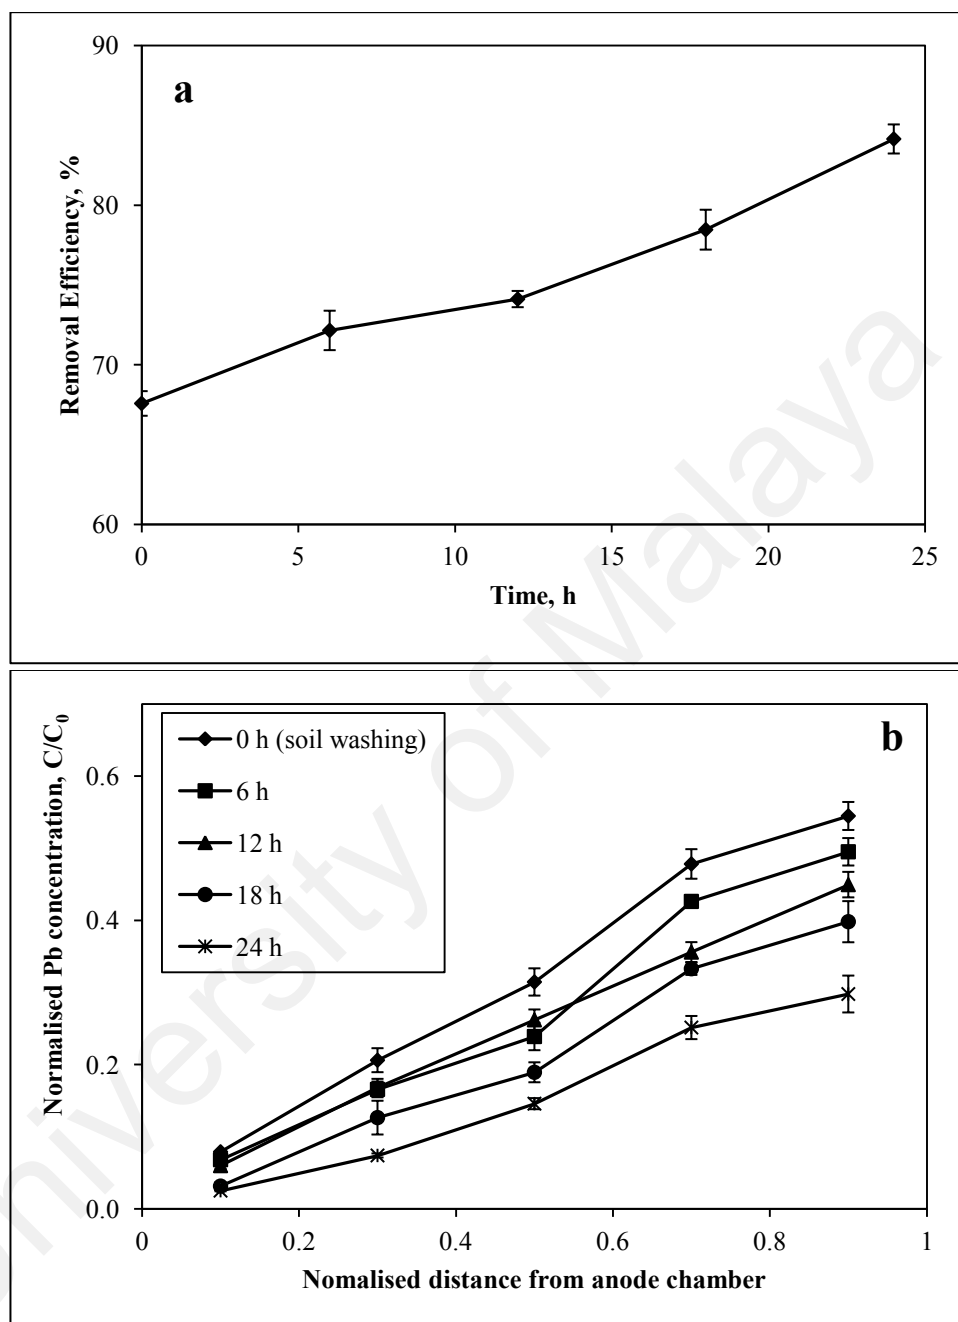 a
90
80
70
60
Removal Efficiency, %
0 5 10 15 20 25
Time, h
b
0 h (soil washing)
6 h
12 h
18 h
24 h
0.6
0.4
0.2
0.0
Normalised Pb concentration, C/C₀
0 0.2 0.4 0.6 0.8 1
Nomalised distance from anode chamber
University of Malaya